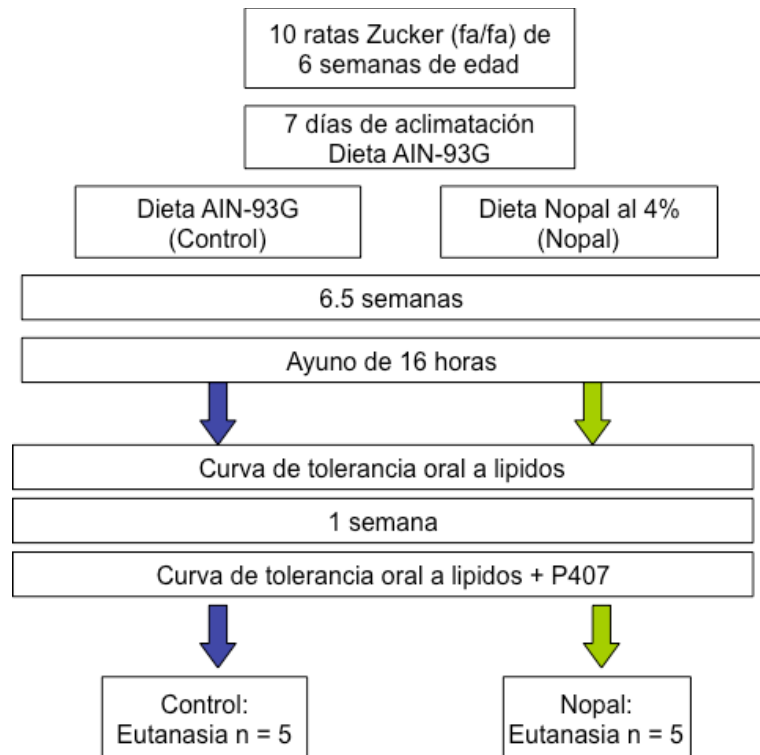 10 ratas Zucker (fa/fa) de
6 semanas de edad
7 días de aclimatación
Dieta AIN-93G
Dieta AIN-93G
(Control)
Dieta Nopal al 4%
(Nopal)
6.5 semanas
Ayuno de 16 horas
Curva de tolerancia oral a lipidos
1 semana
Curva de tolerancia oral a lipidos + P407
Control:
Eutanasia n = 5
Nopal:
Eutanasia n = 5